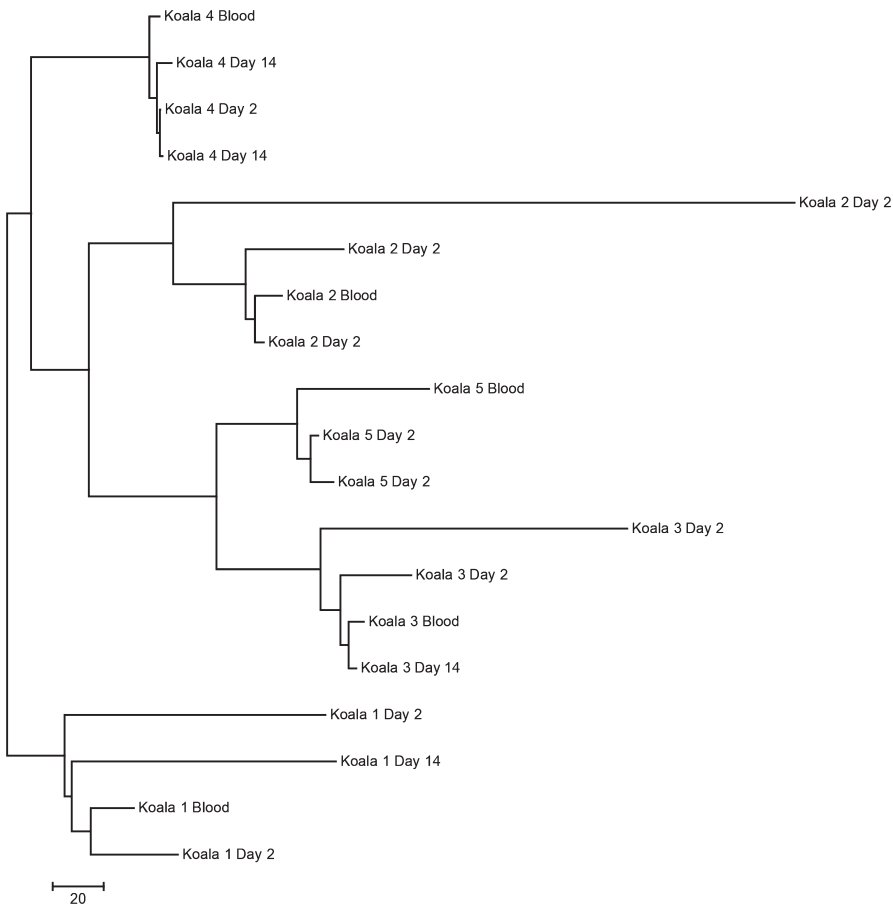 Koala 4 Blood
Koala 4 Day 14
Koala 4 Day 2
Koala 4 Day 14
Koala 2 Day 2
Koala 2 Day 2
Koala 2 Blood
Koala 2 Day 2
Koala 5 Blood
Koala 5 Day 2
Koala 5 Day 2
Koala 3 Day 2
Koala 3 Day 2
Koala 3 Blood
Koala 3 Day 14
Koala 1 Day 2
Koala 1 Day 14
Koala 1 Blood
Koala 1 Day 2
20